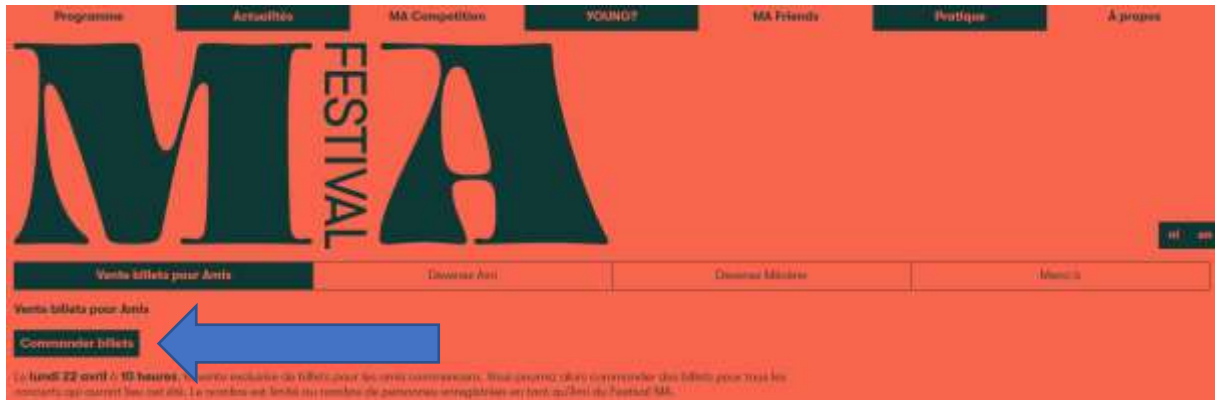 Programme Actualités MA Competition YOUNG? MA Friends Pratique À propos
MA
FESTIVAL
nl en
Vente billets pour Amis Devenez Ami Devenez Mécène Merci à
Vente billets pour Amis
Commander billets
Le lundi 22 avril à 10 heures, vente exclusive de billets pour les amis commencera. Vous pourrez alors commander des billets pour tous les
concerts qui auront lieu cet été. Le nombre est limité au nombre de personnes enregistrées en tant qu'Ami du Festival MA.